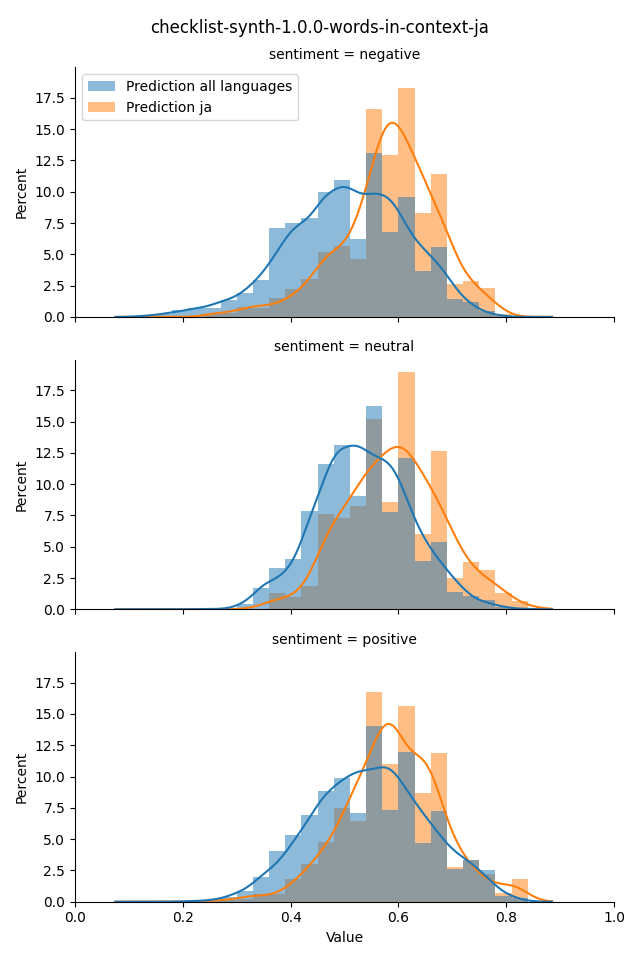 checklist-synth-1.0.0-words-in-context-ja
sentiment = negative
Prediction all languages
Prediction ja
Percent
17.5
15.0
12.5
10.0
7.5
5.0
2.5
0.0
sentiment = neutral
Percent
17.5
15.0
12.5
10.0
7.5
5.0
2.5
0.0
sentiment = positive
Percent
17.5
15.0
12.5
10.0
7.5
5.0
2.5
0.0
0.0 0.2 0.4 0.6 0.8 1.0
Value